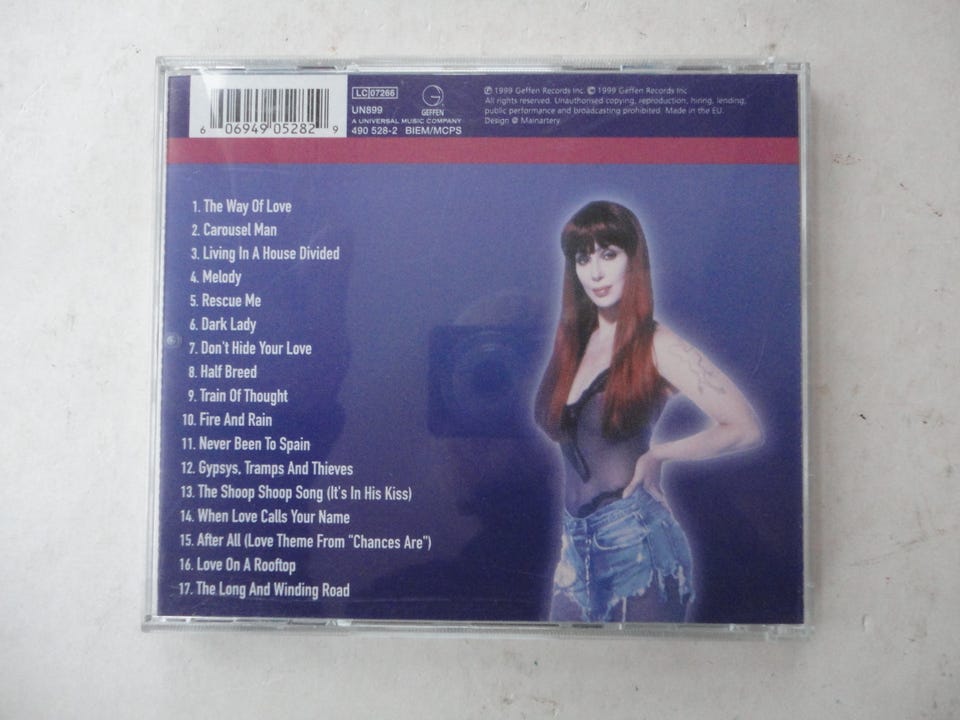 6 06949 05282 9
LC 07266
UN899
GEFFEN
A UNIVERSAL MUSIC COMPANY
490 528-2 BIEM/MCPS
℗ 1999 Geffen Records Inc. © 1999 Geffen Records Inc
All rights reserved. Unauthorised copying, reproduction, hiring, lending,
public performance and broadcasting prohibited. Made in the EU.
Design @ Mainartery
1. The Way Of Love
2. Carousel Man
3. Living In A House Divided
4. Melody
5. Rescue Me
6. Dark Lady
7. Don't Hide Your Love
8. Half Breed
9. Train Of Thought
10. Fire And Rain
11. Never Been To Spain
12. Gypsys, Tramps And Thieves
13. The Shoop Shoop Song (It's In His Kiss)
14. When Love Calls Your Name
15. After All (Love Theme From "Chances Are")
16. Love On A Rooftop
17. The Long And Winding Road